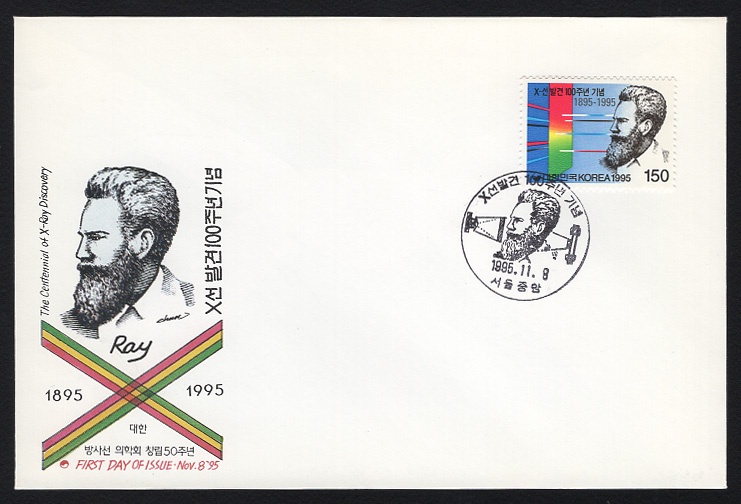 X-선 발견 100주년 기념
1895-1995
대한민국 KOREA 1995
150
X선발견 100주년 기념
1995.11.8
서울중앙
The Centennial of X-Ray Discovery
X선 발견100주년기념
Ray
1895
1995
대한
방사선 의학회 창립50주년
FIRST DAY OF ISSUE·Nov. 8 '95